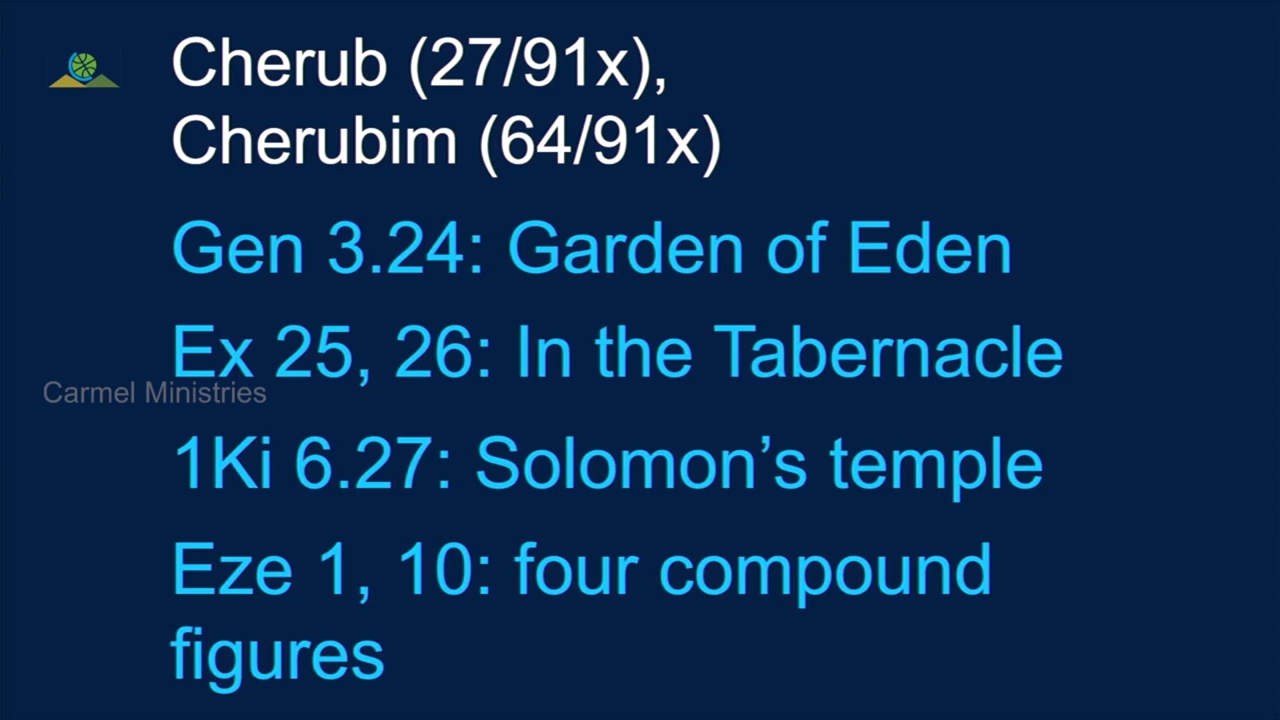 Cherub (27/91x),
Cherubim (64/91x)
Gen 3.24: Garden of Eden
Ex 25, 26: In the Tabernacle
Carmel Ministries
1Ki 6.27: Solomon’s temple
Eze 1, 10: four compound
figures